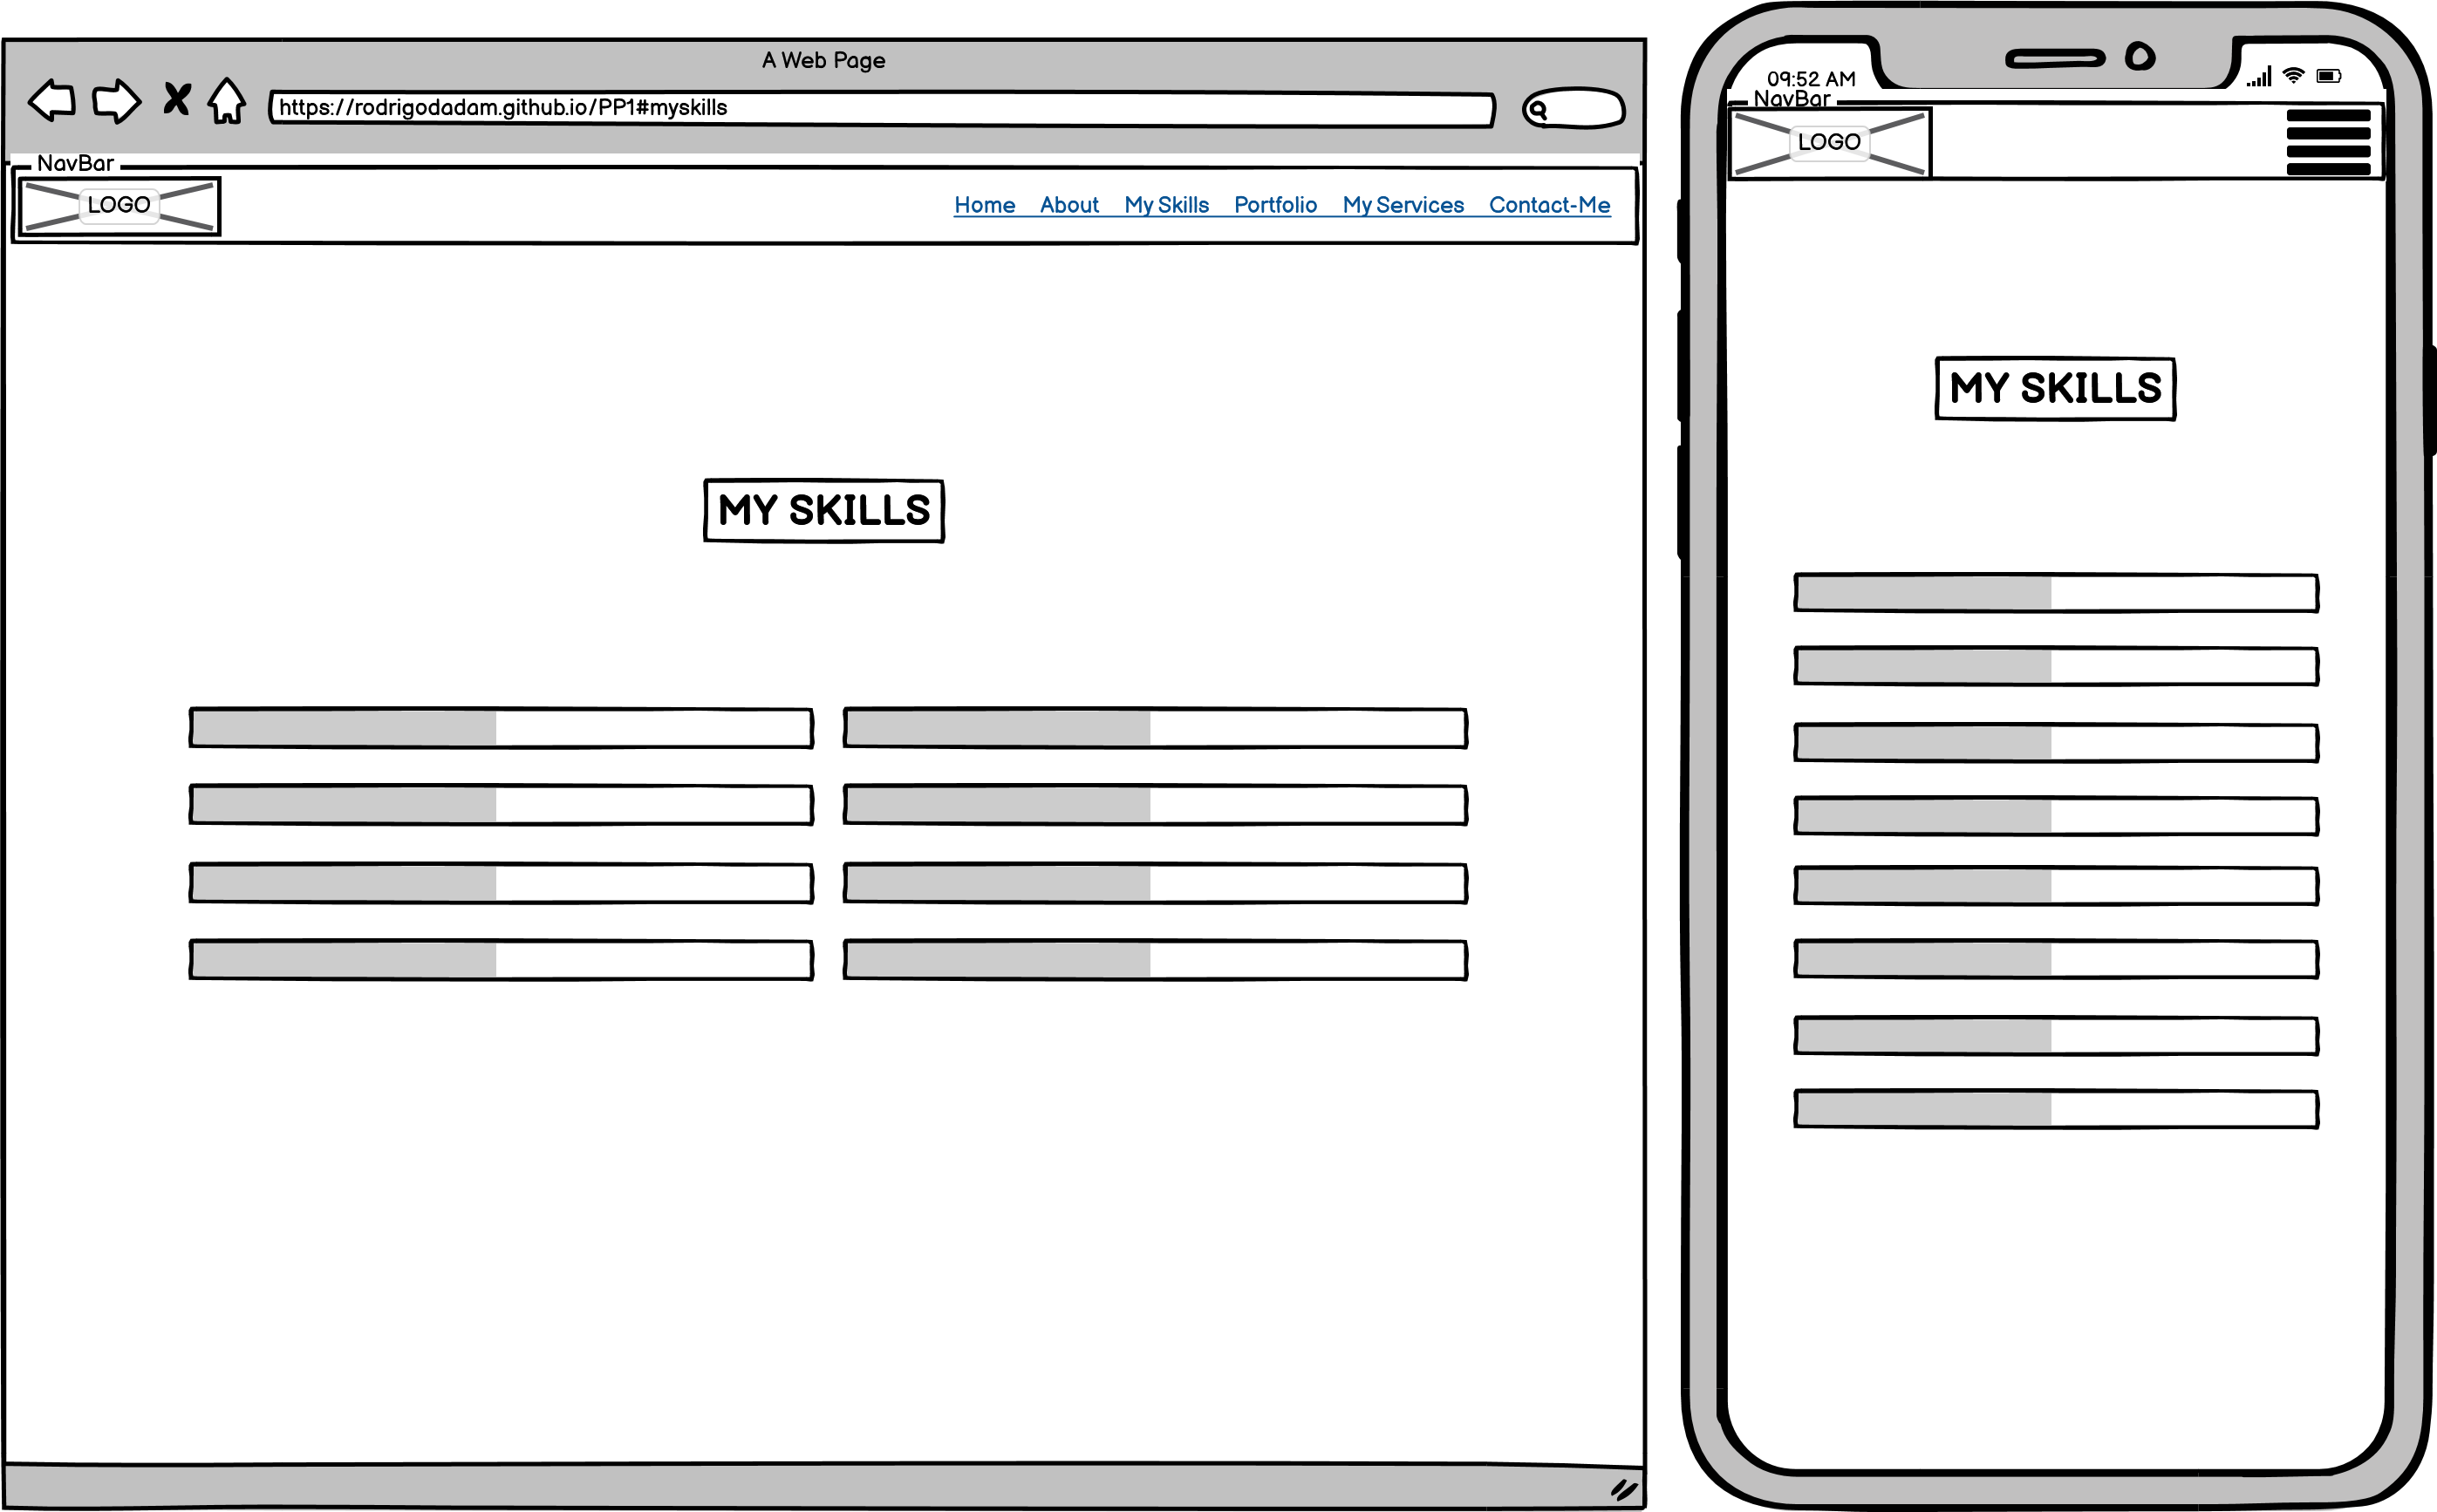 A Web Page
https://rodrigodadam.github.io/PP1#myskills
NavBar
LOGO
Home About My Skills Portfolio My Services Contact-Me
MY SKILLS
09:52 AM
NavBar
LOGO
MY SKILLS